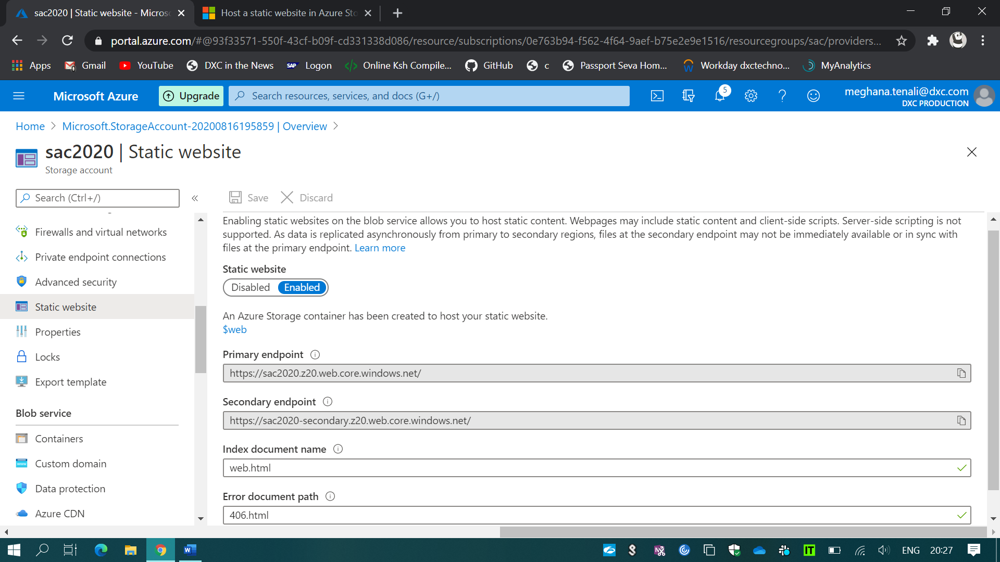 sac2020 | Static website - Micros
Host a static website in Azure Sto
portal.azure.com/#@93f33571-550f-43cf-b09f-cd331338d086/resource/subscriptions/0e763b94-f562-4f64-9aef-b75e2e9e1516/resourcegroups/sac/providers...
Apps
Gmail
YouTube
DXC in the News
SAP
Logon
Online Ksh Compile...
GitHub
c
Passport Seva Hom...
Workday dxctechno...
MyAnalytics
Microsoft Azure
Upgrade
Search resources, services, and docs (G+/)
5
meghana.tenali@dxc.com
DXC PRODUCTION
Home > Microsoft.StorageAccount-20200816195859 | Overview >
sac2020 | Static website
Storage account
Search (Ctrl+/)
«
Save
Discard
Firewalls and virtual networks
Private endpoint connections
Advanced security
Static website
Properties
Locks
Export template
Blob service
Containers
Custom domain
Data protection
Azure CDN
Enabling static websites on the blob service allows you to host static content. Webpages may include static content and client-side scripts. Server-side scripting is not
supported. As data is replicated asynchronously from primary to secondary regions, files at the secondary endpoint may not be immediately available or in sync with
files at the primary endpoint. Learn more
Static website
Disabled Enabled
An Azure Storage container has been created to host your static website.
$web
Primary endpoint
https://sac2020.z20.web.core.windows.net/
Secondary endpoint
https://sac2020-secondary.z20.web.core.windows.net/
Index document name
web.html
Error document path
406.html
ENG
20:27